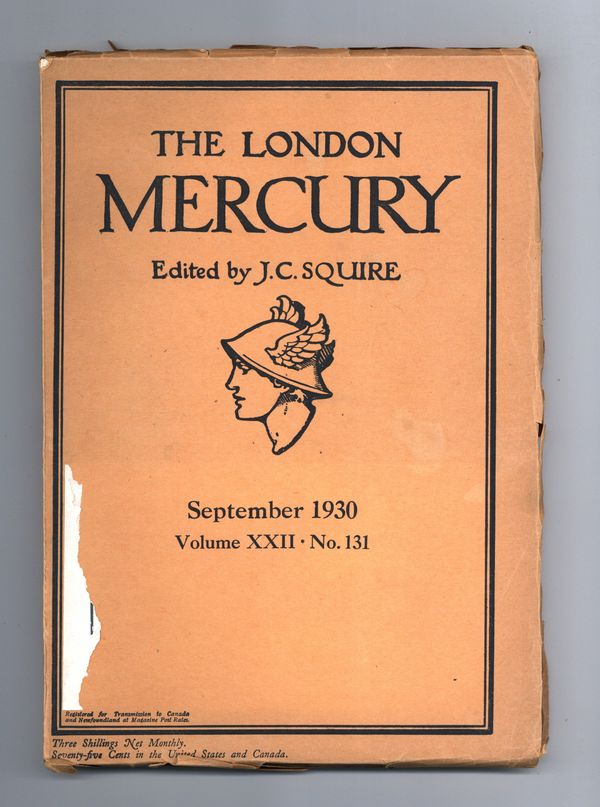 THE LONDON
MERCURY
Edited by J.C. SQUIRE
September 1930
Volume XXII · No. 131
Registered for Transmission to Canada
and Newfoundland at Magazine Post Rates.
Three Shillings Net Monthly.
Seventy-five Cents in the United States and Canada.